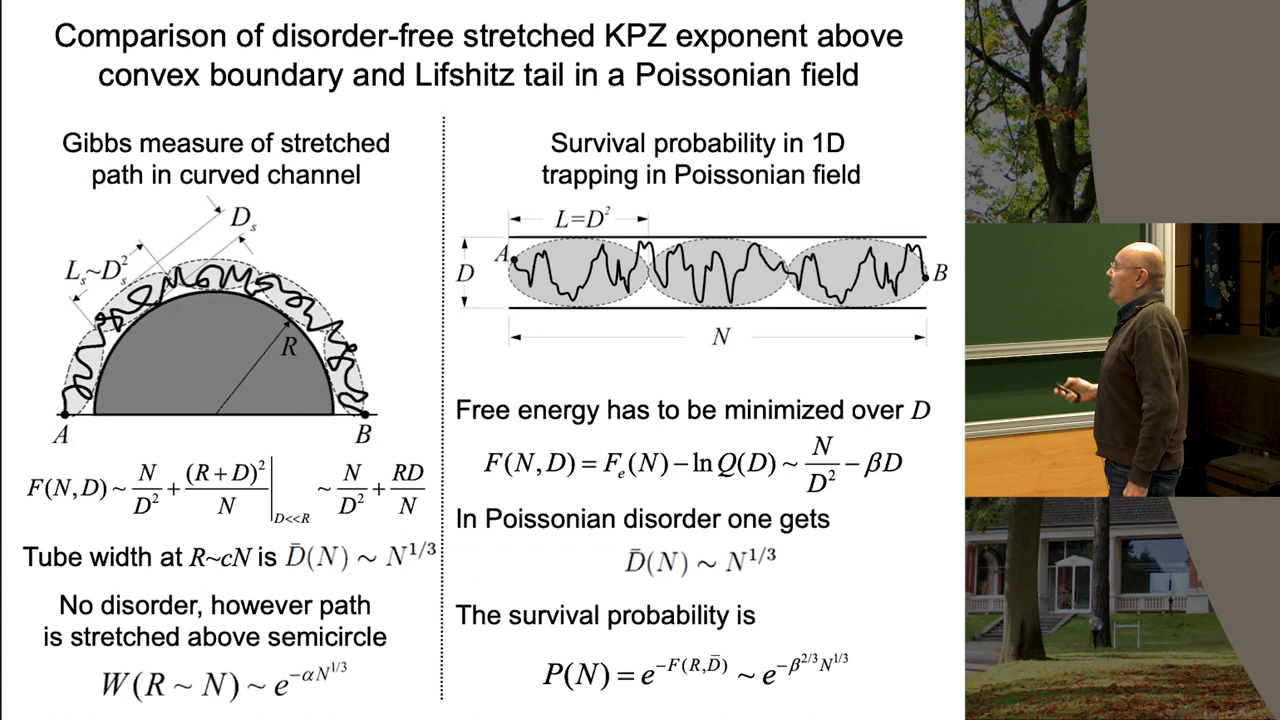 Comparison of disorder-free stretched KPZ exponent above
convex boundary and Lifshitz tail in a Poissonian field
Gibbs measure of stretched
path in curved channel
D_s
L_s~D_s^2
R
A
B
F(N,D) ~ N/D^2 + (R+D)^2/N |_{D<<R} ~ N/D^2 + RD/N
Tube width at R~cN is D̄(N) ~ N^{1/3}
No disorder, however path
is stretched above semicircle
W(R ~ N) ~ e^{-αN^{1/3}}
Survival probability in 1D
trapping in Poissonian field
L=D^2
A
D
B
N
Free energy has to be minimized over D
F(N,D) = F_e(N) − ln Q(D) ~ N/D^2 − βD
In Poissonian disorder one gets
D̄(N) ~ N^{1/3}
The survival probability is
P(N) = e^{-F(R,D̄)} ~ e^{-β^{2/3}N^{1/3}}